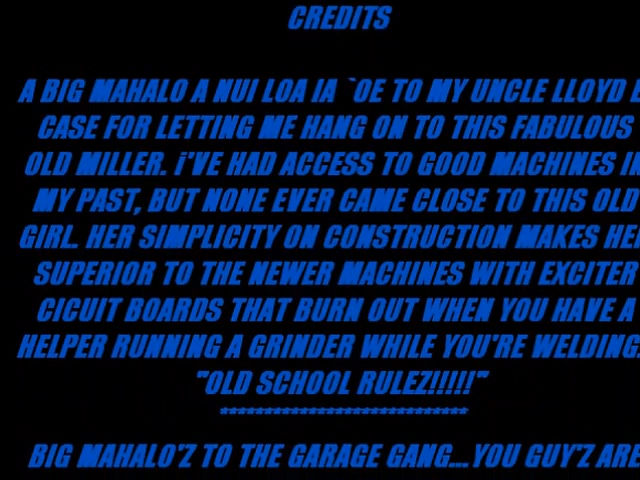 CREDITS
A BIG MAHALO A NUI LOA IA `OE TO MY UNCLE LLOYD
CASE FOR LETTING ME HANG ON TO THIS FABULOUS
OLD MILLER. i'VE HAD ACCESS TO GOOD MACHINES IN
MY PAST, BUT NONE EVER CAME CLOSE TO THIS OLD
GIRL. HER SIMPLICITY ON CONSTRUCTION MAKES HER
SUPERIOR TO THE NEWER MACHINES WITH EXCITER
CICUIT BOARDS THAT BURN OUT WHEN YOU HAVE A
HELPER RUNNING A GRINDER WHILE YOU'RE WELDING
"OLD SCHOOL RULEZ!!!!!"
****************************
BIG MAHALO'Z TO THE GARAGE GANG...YOU GUY'Z ARE